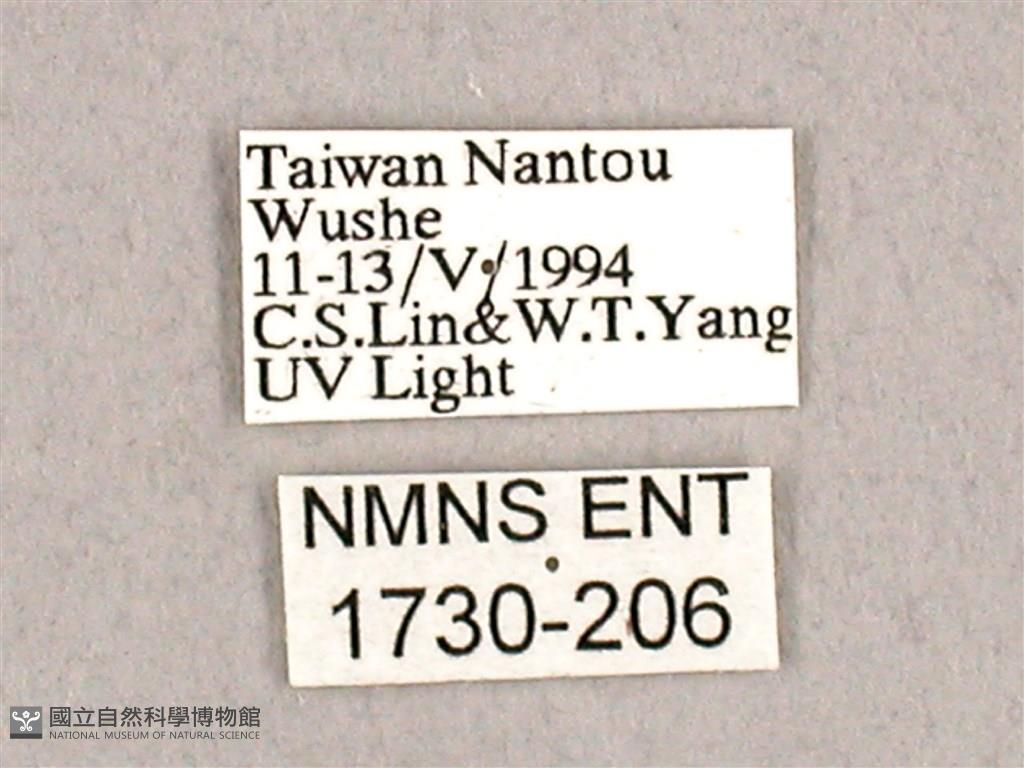 Taiwan Nantou
Wushe
11-13/V/1994
C.S.Lin&W.T.Yang
UV Light
NMNS ENT
1730-206
國立自然科學博物館
NATIONAL MUSEUM OF NATURAL SCIENCE